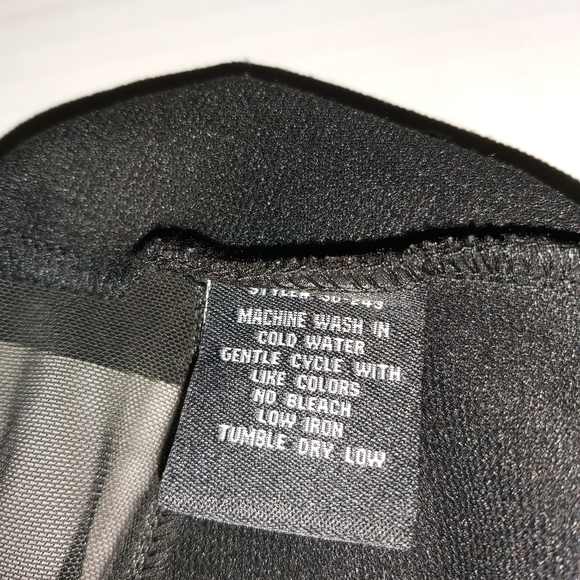 MACHINE WASH IN
COLD WATER
GENTLE CYCLE WITH
LIKE COLORS
NO BLEACH
LOW IRON
TUMBLE DRY LOW